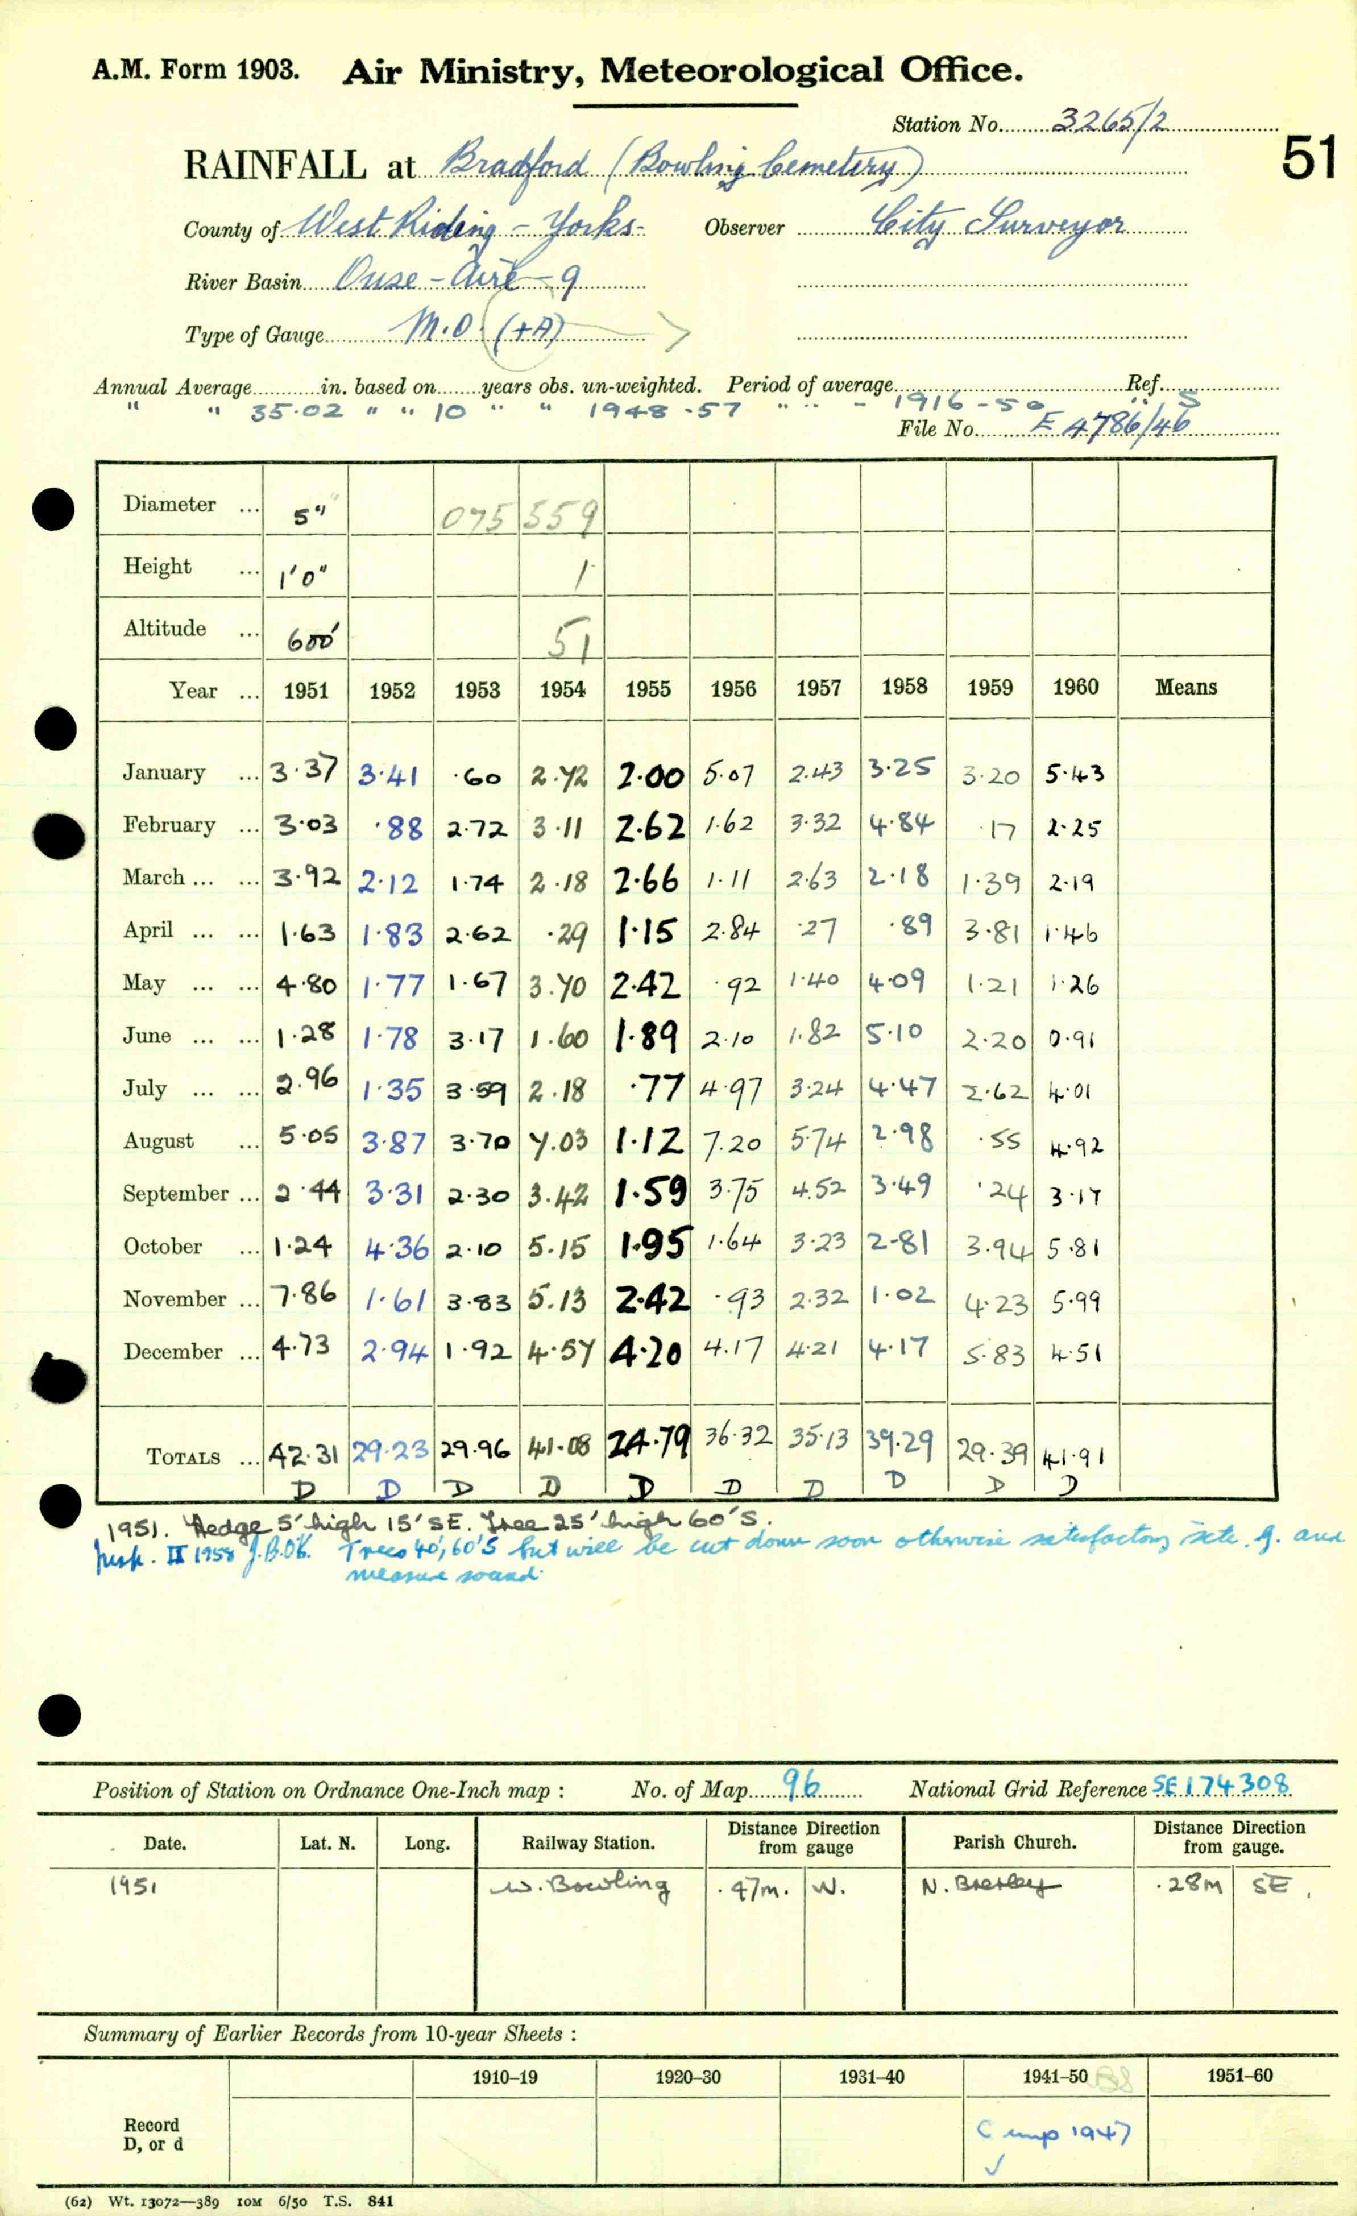 A.M. Form 1903. Air Ministry, Meteorological Office.
Station No. 3265/2
51
RAINFALL at Bradford (Bowling Cemetery)
County of West Riding - Yorks. Observer City Surveyor
River Basin Ouse - Aire - 9
Type of Gauge M.O. (+A)
Annual Average in. based on years obs. un-weighted. Period of average Ref.
" " 35.02 " " 10 " " 1948-57 " " - 1916-50 " S
File No. E 4786/46
Diameter ... 5" 075 559
Height ... 1'0" 1
Altitude ... 600' 51
Year ... 1951 1952 1953 1954 1955 1956 1957 1958 1959 1960 Means
January ... 3.37 3.41 .60 2.72 2.00 5.07 2.43 3.25 3.20 5.43
February ... 3.03 .88 2.72 3.11 2.62 1.62 3.32 4.84 .17 2.25
March ... ... 3.92 2.12 1.74 2.18 2.66 1.11 2.63 2.18 1.39 2.19
April ... ... 1.63 1.83 2.62 .29 1.15 2.84 .27 .89 3.81 1.46
May ... ... 4.80 1.77 1.67 3.70 2.42 .92 1.40 4.09 1.21 1.26
June ... ... 1.28 1.78 3.17 1.60 1.89 2.10 1.82 5.10 2.20 0.91
July ... ... 2.96 1.35 3.59 2.18 .77 4.97 3.24 4.47 2.62 4.01
August ... 5.05 3.87 3.70 7.03 1.12 7.20 5.74 2.98 .55 4.92
September ... 2.44 3.31 2.30 3.42 1.59 3.75 4.52 3.49 .24 3.17
October ... 1.24 4.36 2.10 5.15 1.95 1.64 3.23 2.81 3.94 5.81
November ... 7.86 1.61 3.83 5.13 2.42 .93 2.32 1.02 4.23 5.99
December ... 4.73 2.94 1.92 4.57 4.20 4.17 4.21 4.17 5.83 4.51
TOTALS ... 42.31 29.23 29.96 41.08 24.79 36.32 35.13 39.29 29.39 41.91
D D D D D D D D D D
1951. Hedge 5' high 15' SE. Tree 25' high 60' S.
Insp. II 1958 Trees 40', 60'S but will be cut down soon otherwise satisfactory site. g. and
measure sound.
Position of Station on Ordnance One-Inch map : No. of Map 96 National Grid Reference SE 174308
Date. Lat. N. Long. Railway Station. Distance from Direction gauge Parish Church. Distance from Direction gauge.
1951 W. Bowling .47m. W. N. Bierley .28m SE.
Summary of Earlier Records from 10-year Sheets :
1910–19 1920–30 1931–40 1941–50 1951–60
Record
D, or d
C 1947
✓
(62) Wt. 13072—389 10M 6/50 T.S. 841